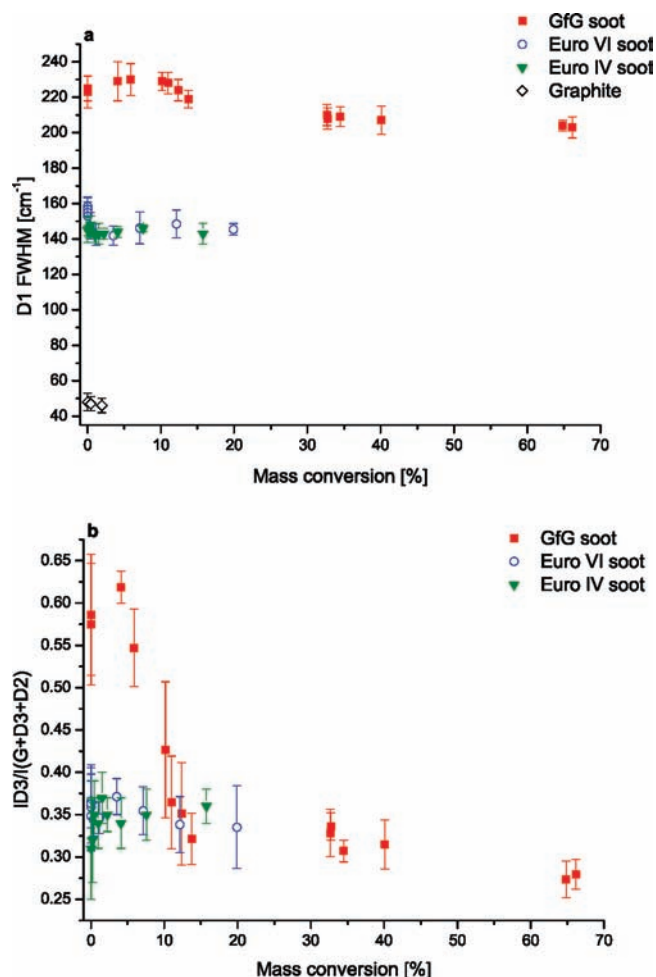 a
GfG soot
Euro VI soot
Euro IV soot
Graphite
260
240
220
200
180
160
140
120
100
80
60
40
D1 FWHM [cm⁻¹]
0 10 20 30 40 50 60 70
Mass conversion [%]
b
GfG soot
Euro VI soot
Euro IV soot
0.65
0.60
0.55
0.50
0.45
0.40
0.35
0.30
0.25
ID3/I(G+D3+D2)
0 10 20 30 40 50 60 70
Mass conversion [%]